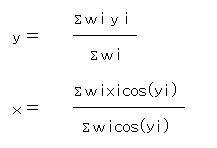 y = Σwiyi
Σwi
x = Σwixicos(yi)
Σwicos(yi)